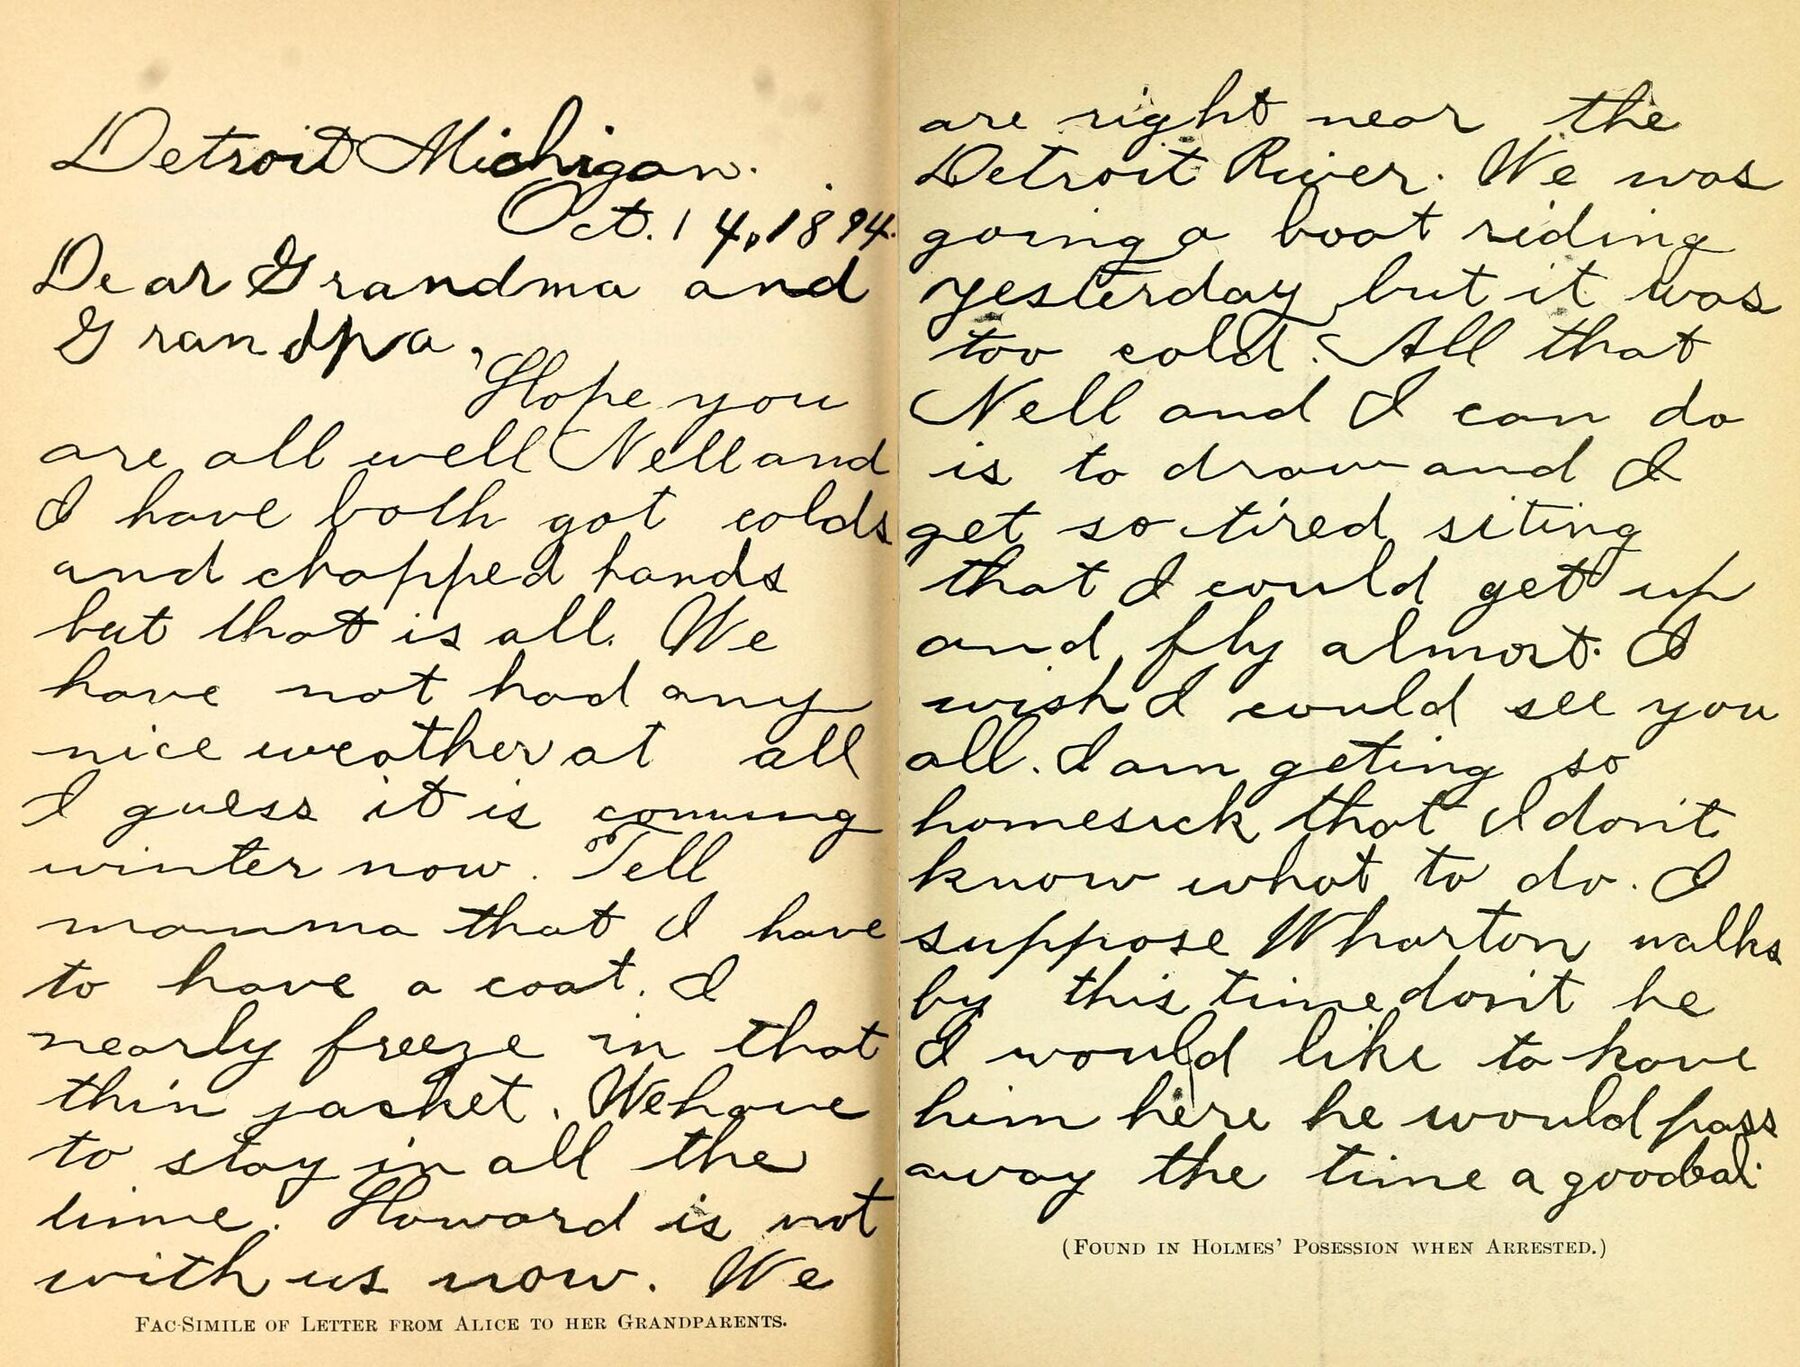 Detroit Michigan.
Oct. 14, 1894.
Dear Grandma and
Grandpa,
Hope you
are all well Nell and
I have both got colds
and chapped hands
but that is all. We
have not had any
nice weather at all
I guess it is coming
winter now. Tell
mamma that I have
to have a coat. I
nearly freeze in that
thin jacket. We have
to stay in all the
time. Howard is not
with us now. We
FAC-SIMILE OF LETTER FROM ALICE TO HER GRANDPARENTS.
are right near the
Detroit River. We was
going a boat riding
yesterday but it was
too cold. All that
Nell and I can do
is to draw and I
get so tired siting
that I could get up
and fly almost. I
wish I could see you
all. I am geting so
homesick that I don't
know what to do. I
suppose Wharton walks
by this time don't he
I would like to have
him here he would pass
away the time a goodeal
(FOUND IN HOLMES' POSESSION WHEN ARRESTED.)